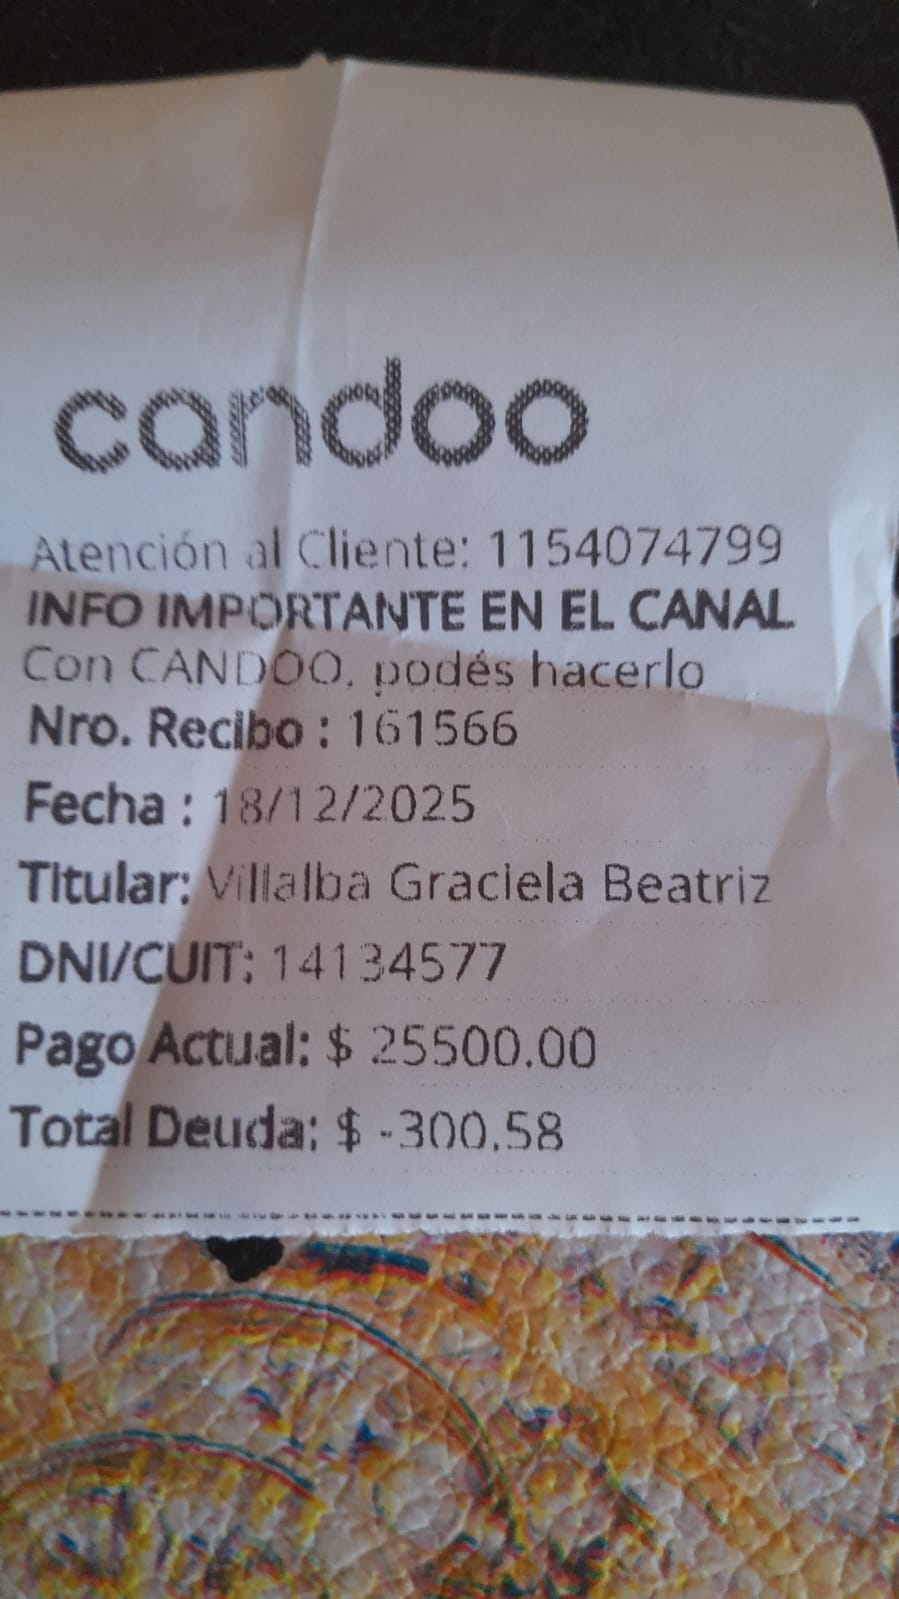 candoo
Atención al Cliente: 1154074799
INFO IMPORTANTE EN EL CANAL
Con CANDOO. podés hacerlo
Nro. Recibo : 161566
Fecha : 18/12/2025
Titular: Villalba Graciela Beatriz
DNI/CUIT: 14134577
Pago Actual: $ 25500.00
Total Deuda: $ -300.58